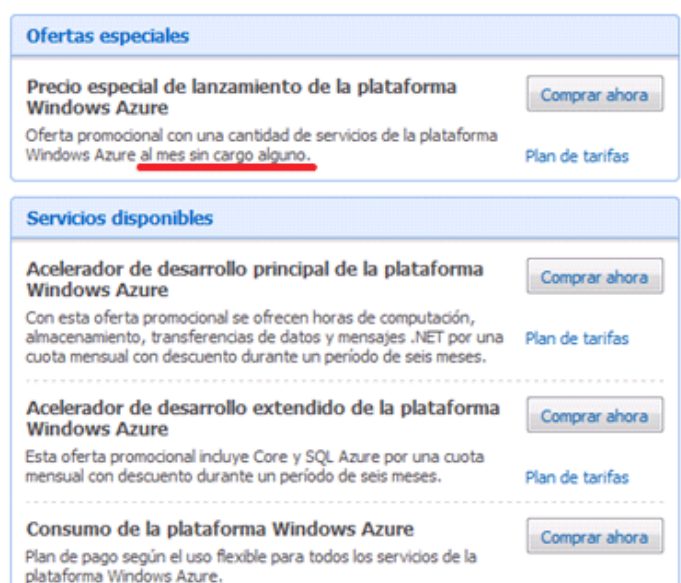 Ofertas especiales
Precio especial de lanzamiento de la plataforma
Windows Azure
Comprar ahora
Oferta promocional con una cantidad de servicios de la plataforma
Windows Azure al mes sin cargo alguno.
Plan de tarifas
Servicios disponibles
Acelerador de desarrollo principal de la plataforma
Windows Azure
Comprar ahora
Con esta oferta promocional se ofrecen horas de computación,
almacenamiento, transferencias de datos y mensajes .NET por una
cuota mensual con descuento durante un período de seis meses.
Plan de tarifas
Acelerador de desarrollo extendido de la plataforma
Windows Azure
Comprar ahora
Esta oferta promocional incluye Core y SQL Azure por una cuota
mensual con descuento durante un período de seis meses.
Plan de tarifas
Consumo de la plataforma Windows Azure
Comprar ahora
Plan de pago según el uso flexible para todos los servicios de la
plataforma Windows Azure.